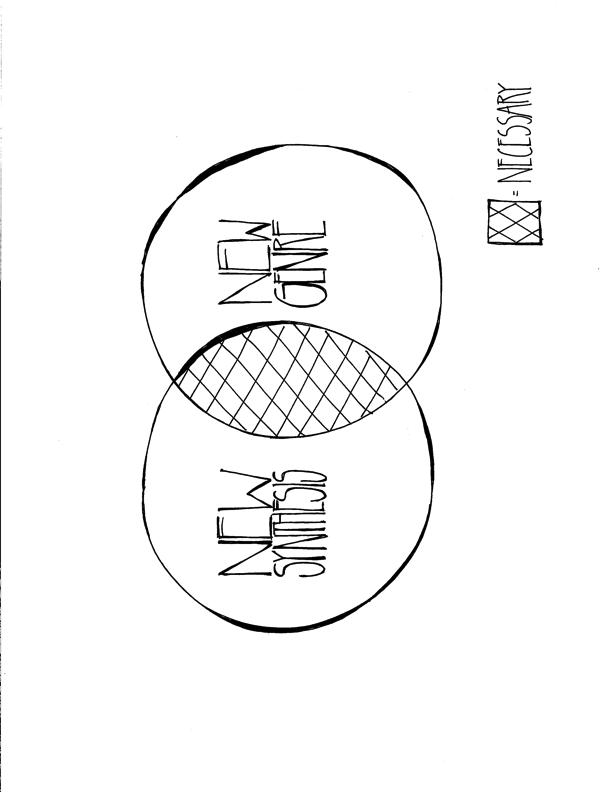 NEW
SYNTHESIS
NEW
GENRE
= NECESSARY